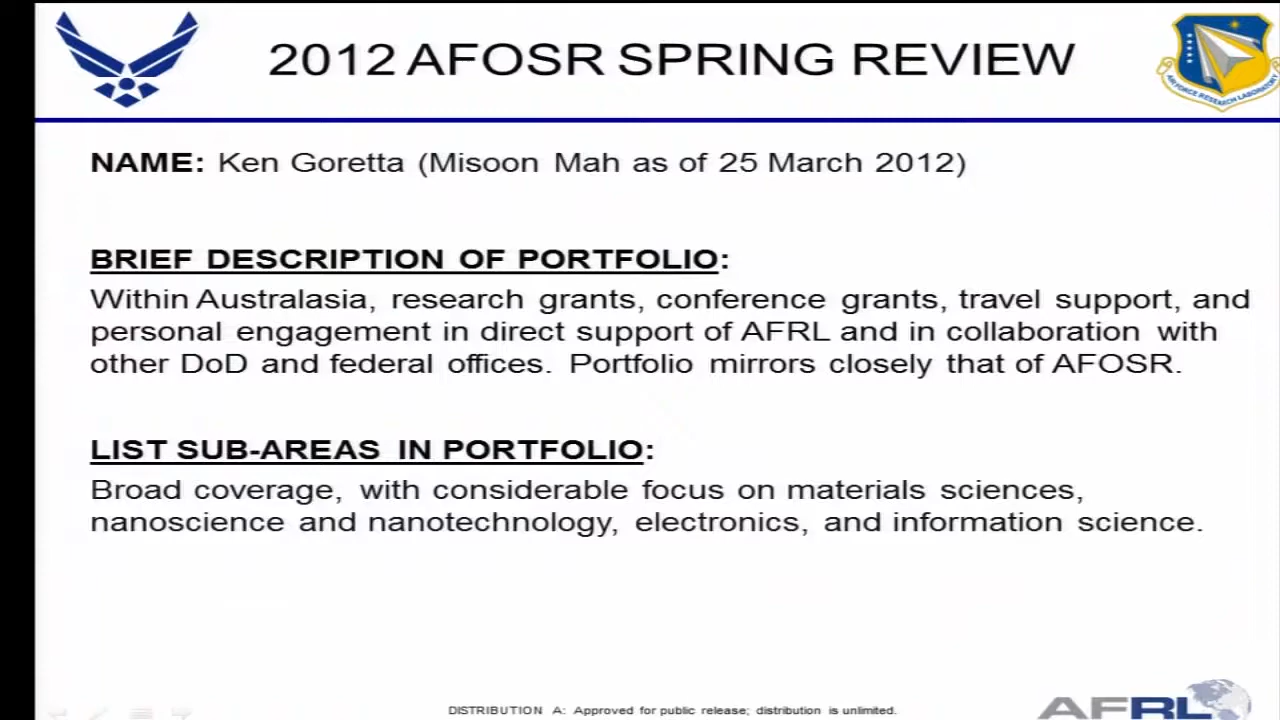 2012 AFOSR SPRING REVIEW
AIR FORCE RESEARCH LABORATORY
NAME: Ken Goretta (Misoon Mah as of 25 March 2012)
BRIEF DESCRIPTION OF PORTFOLIO:
Within Australasia, research grants, conference grants, travel support, and
personal engagement in direct support of AFRL and in collaboration with
other DoD and federal offices. Portfolio mirrors closely that of AFOSR.
LIST SUB-AREAS IN PORTFOLIO:
Broad coverage, with considerable focus on materials sciences,
nanoscience and nanotechnology, electronics, and information science.
DISTRIBUTION A: Approved for public release; distribution is unlimited.
AFRL